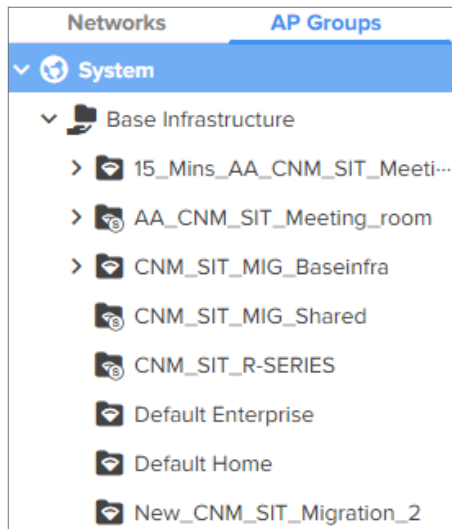 Networks AP Groups
System
Base Infrastructure
15_Mins_AA_CNM_SIT_Meeti···
AA_CNM_SIT_Meeting_room
CNM_SIT_MIG_Baseinfra
CNM_SIT_MIG_Shared
CNM_SIT_R-SERIES
Default Enterprise
Default Home
New_CNM_SIT_Migration_2